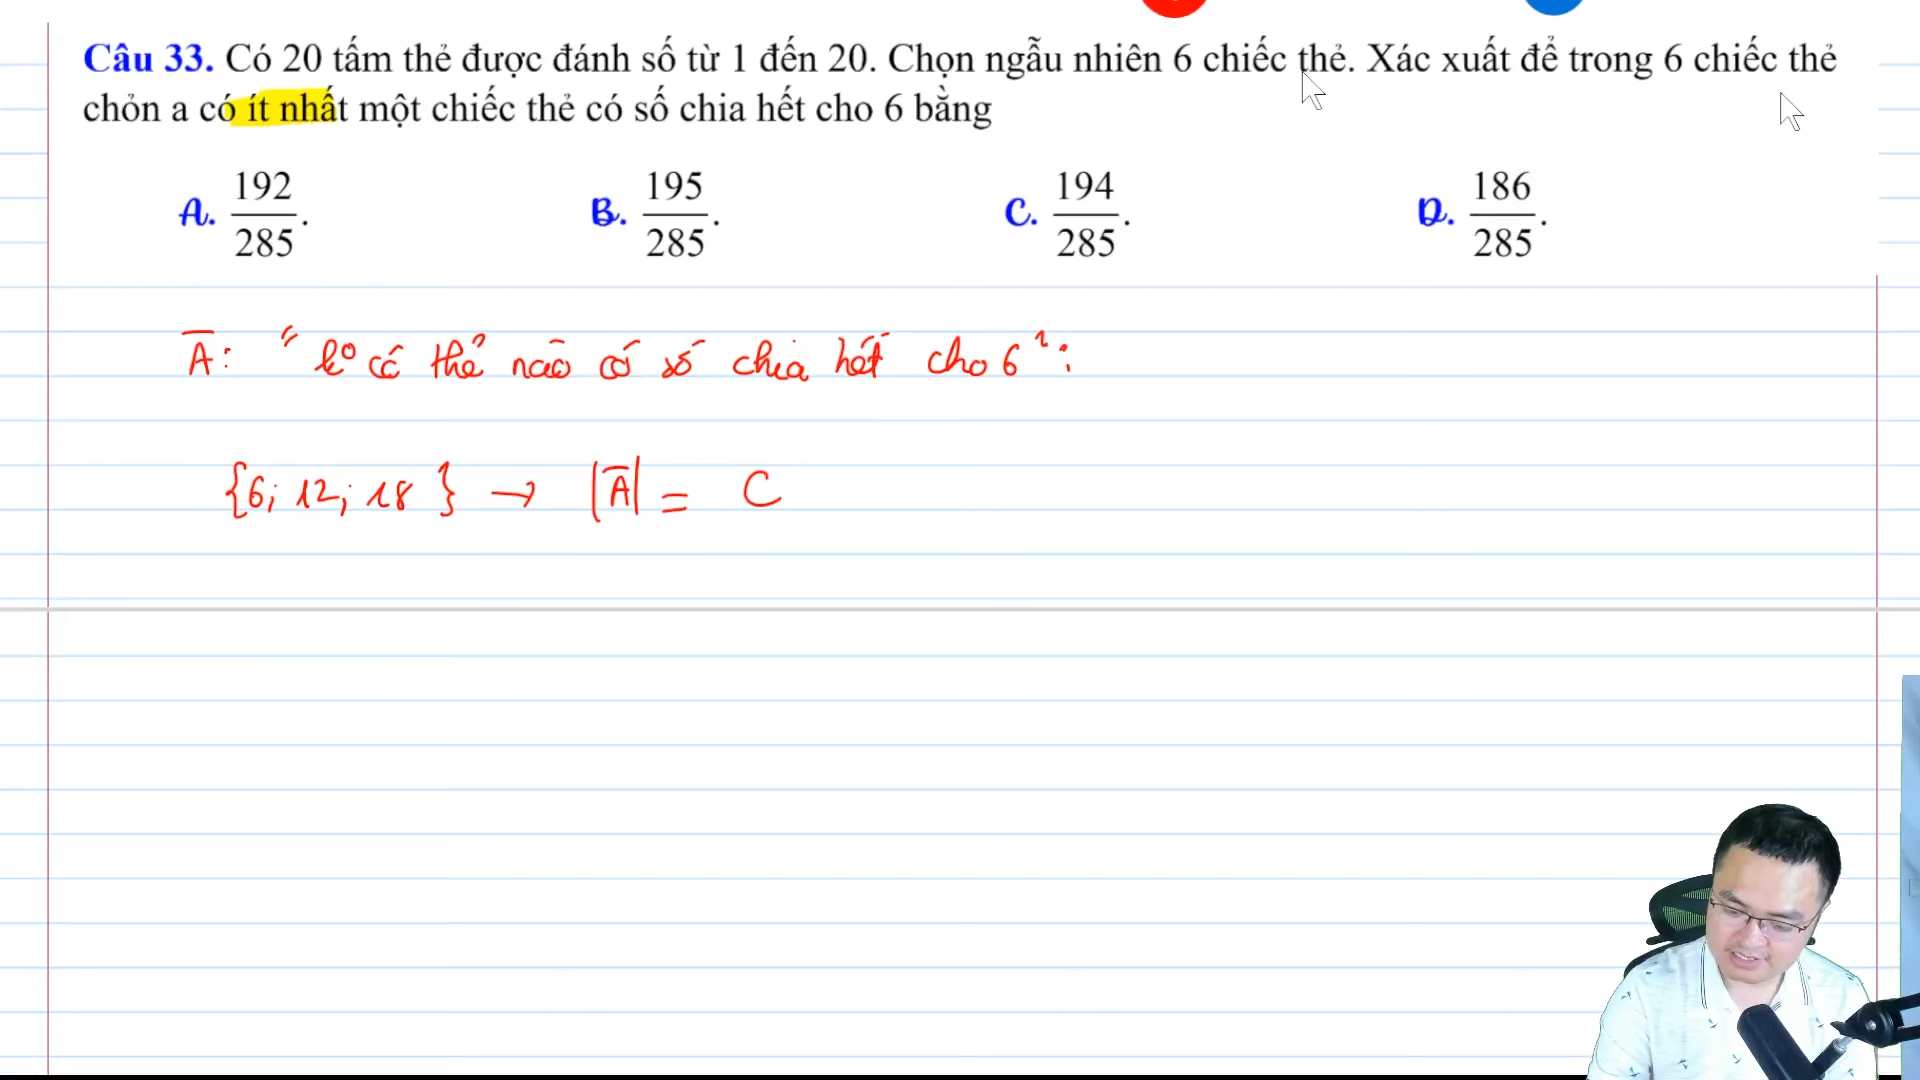 Câu 33. Có 20 tấm thẻ được đánh số từ 1 đến 20. Chọn ngẫu nhiên 6 chiếc thẻ. Xác xuất để trong 6 chiếc thẻ
chỏn a có ít nhất một chiếc thẻ có số chia hết cho 6 bằng
A. 192/285. B. 195/285. C. 194/285. D. 186/285.
A̅: " ko có thẻ nào có số chia hết cho 6 ":
{6; 12; 18} → |A̅| = C